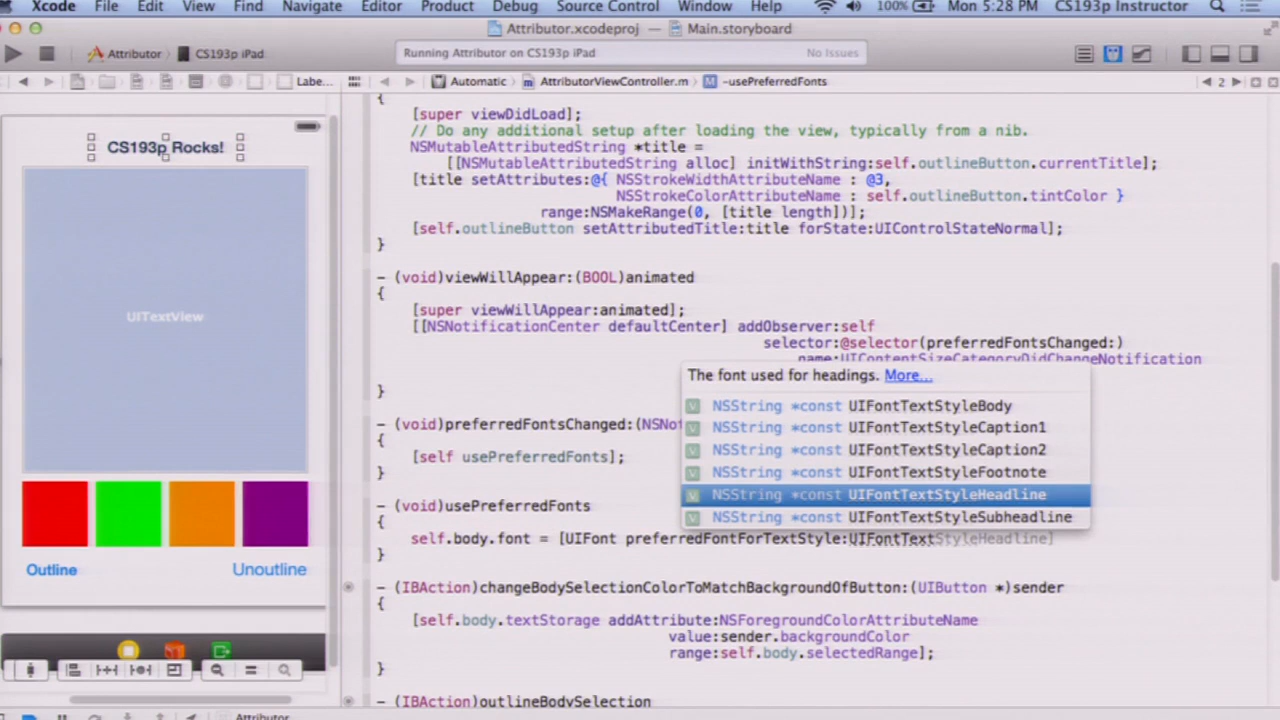 Xcode File Edit View Find Navigate Editor Product Debug Source Control Window Help 100% Mon 5:28 PM CS193p Instructor
Attributor.xcodeproj — Main.storyboard
Attributor CS193p iPad Running Attributor on CS193p iPad No Issues
Labe... Automatic AttributorViewController.m M -usePreferredFonts 2
{
[super viewDidLoad];
// Do any additional setup after loading the view, typically from a nib.
NSMutableAttributedString *title =
[[NSMutableAttributedString alloc] initWithString:self.outlineButton.currentTitle];
[title setAttributes:@{ NSStrokeWidthAttributeName : @3,
NSStrokeColorAttributeName : self.outlineButton.tintColor }
range:NSMakeRange(0, [title length])];
[self.outlineButton setAttributedTitle:title forState:UIControlStateNormal];
}
- (void)viewWillAppear:(BOOL)animated
{
[super viewWillAppear:animated];
[[NSNotificationCenter defaultCenter] addObserver:self
selector:@selector(preferredFontsChanged:)
name:UIContentSizeCategoryDidChangeNotification
}
- (void)preferredFontsChanged:(NSNot
{
[self usePreferredFonts];
}
- (void)usePreferredFonts
{
self.body.font = [UIFont preferredFontForTextStyle:UIFontTextStyleHeadline]
}
- (IBAction)changeBodySelectionColorToMatchBackgroundOfButton:(UIButton *)sender
{
[self.body.textStorage addAttribute:NSForegroundColorAttributeName
value:sender.backgroundColor
range:self.body.selectedRange];
}
- (IBAction)outlineBodySelection
The font used for headings. More...
V NSString *const UIFontTextStyleBody
V NSString *const UIFontTextStyleCaption1
V NSString *const UIFontTextStyleCaption2
V NSString *const UIFontTextStyleFootnote
V NSString *const UIFontTextStyleHeadline
V NSString *const UIFontTextStyleSubheadline
CS193p Rocks!
UITextView
Outline Unoutline
Attributor